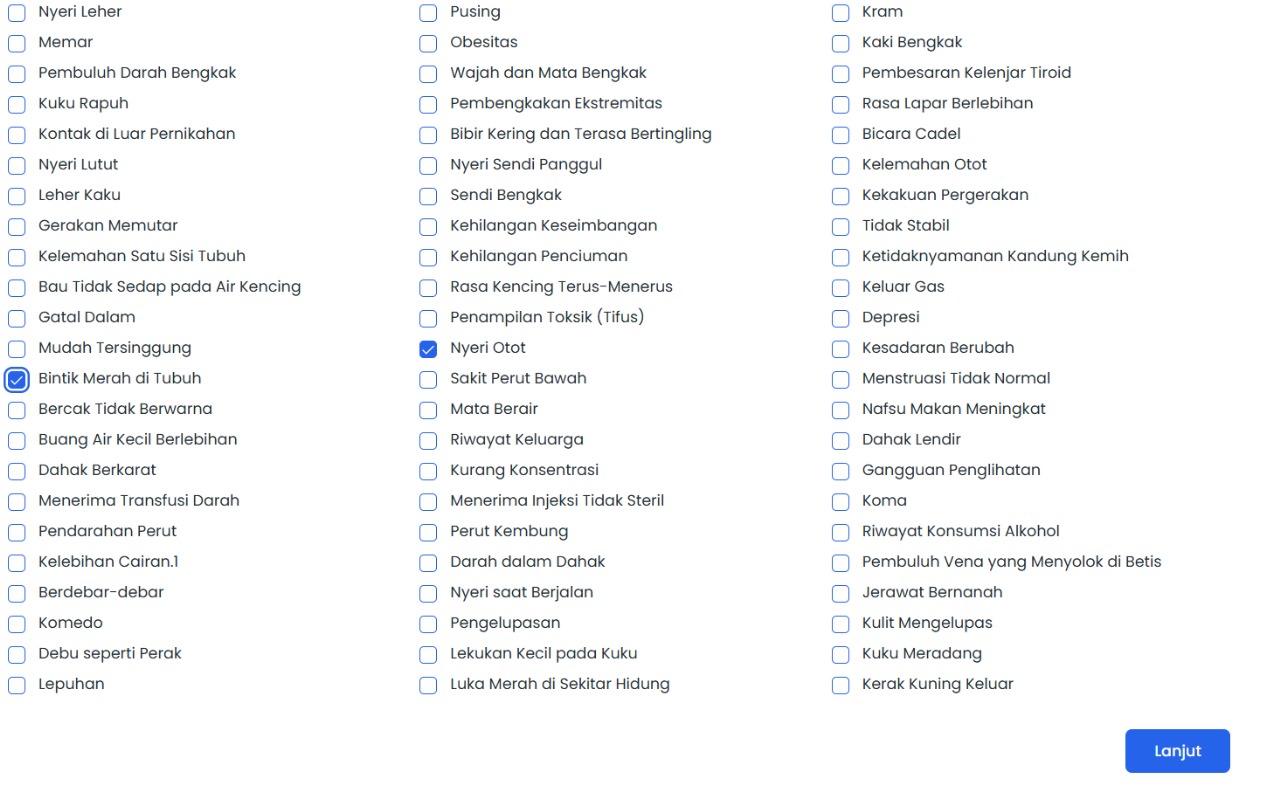 Nyeri Leher
Pusing
Kram
Memar
Obesitas
Kaki Bengkak
Pembuluh Darah Bengkak
Wajah dan Mata Bengkak
Pembesaran Kelenjar Tiroid
Kuku Rapuh
Pembengkakan Ekstremitas
Rasa Lapar Berlebihan
Kontak di Luar Pernikahan
Bibir Kering dan Terasa Bertingling
Bicara Cadel
Nyeri Lutut
Nyeri Sendi Panggul
Kelemahan Otot
Leher Kaku
Sendi Bengkak
Kekakuan Pergerakan
Gerakan Memutar
Kehilangan Keseimbangan
Tidak Stabil
Kelemahan Satu Sisi Tubuh
Kehilangan Penciuman
Ketidaknyamanan Kandung Kemih
Bau Tidak Sedap pada Air Kencing
Rasa Kencing Terus-Menerus
Keluar Gas
Gatal Dalam
Penampilan Toksik (Tifus)
Depresi
Mudah Tersinggung
Nyeri Otot
Kesadaran Berubah
Bintik Merah di Tubuh
Sakit Perut Bawah
Menstruasi Tidak Normal
Bercak Tidak Berwarna
Mata Berair
Nafsu Makan Meningkat
Buang Air Kecil Berlebihan
Riwayat Keluarga
Dahak Lendir
Dahak Berkarat
Kurang Konsentrasi
Gangguan Penglihatan
Menerima Transfusi Darah
Menerima Injeksi Tidak Steril
Koma
Pendarahan Perut
Perut Kembung
Riwayat Konsumsi Alkohol
Kelebihan Cairan.1
Darah dalam Dahak
Pembuluh Vena yang Menyolok di Betis
Berdebar-debar
Nyeri saat Berjalan
Jerawat Bernanah
Komedo
Pengelupasan
Kulit Mengelupas
Debu seperti Perak
Lekukan Kecil pada Kuku
Kuku Meradang
Lepuhan
Luka Merah di Sekitar Hidung
Kerak Kuning Keluar
Lanjut